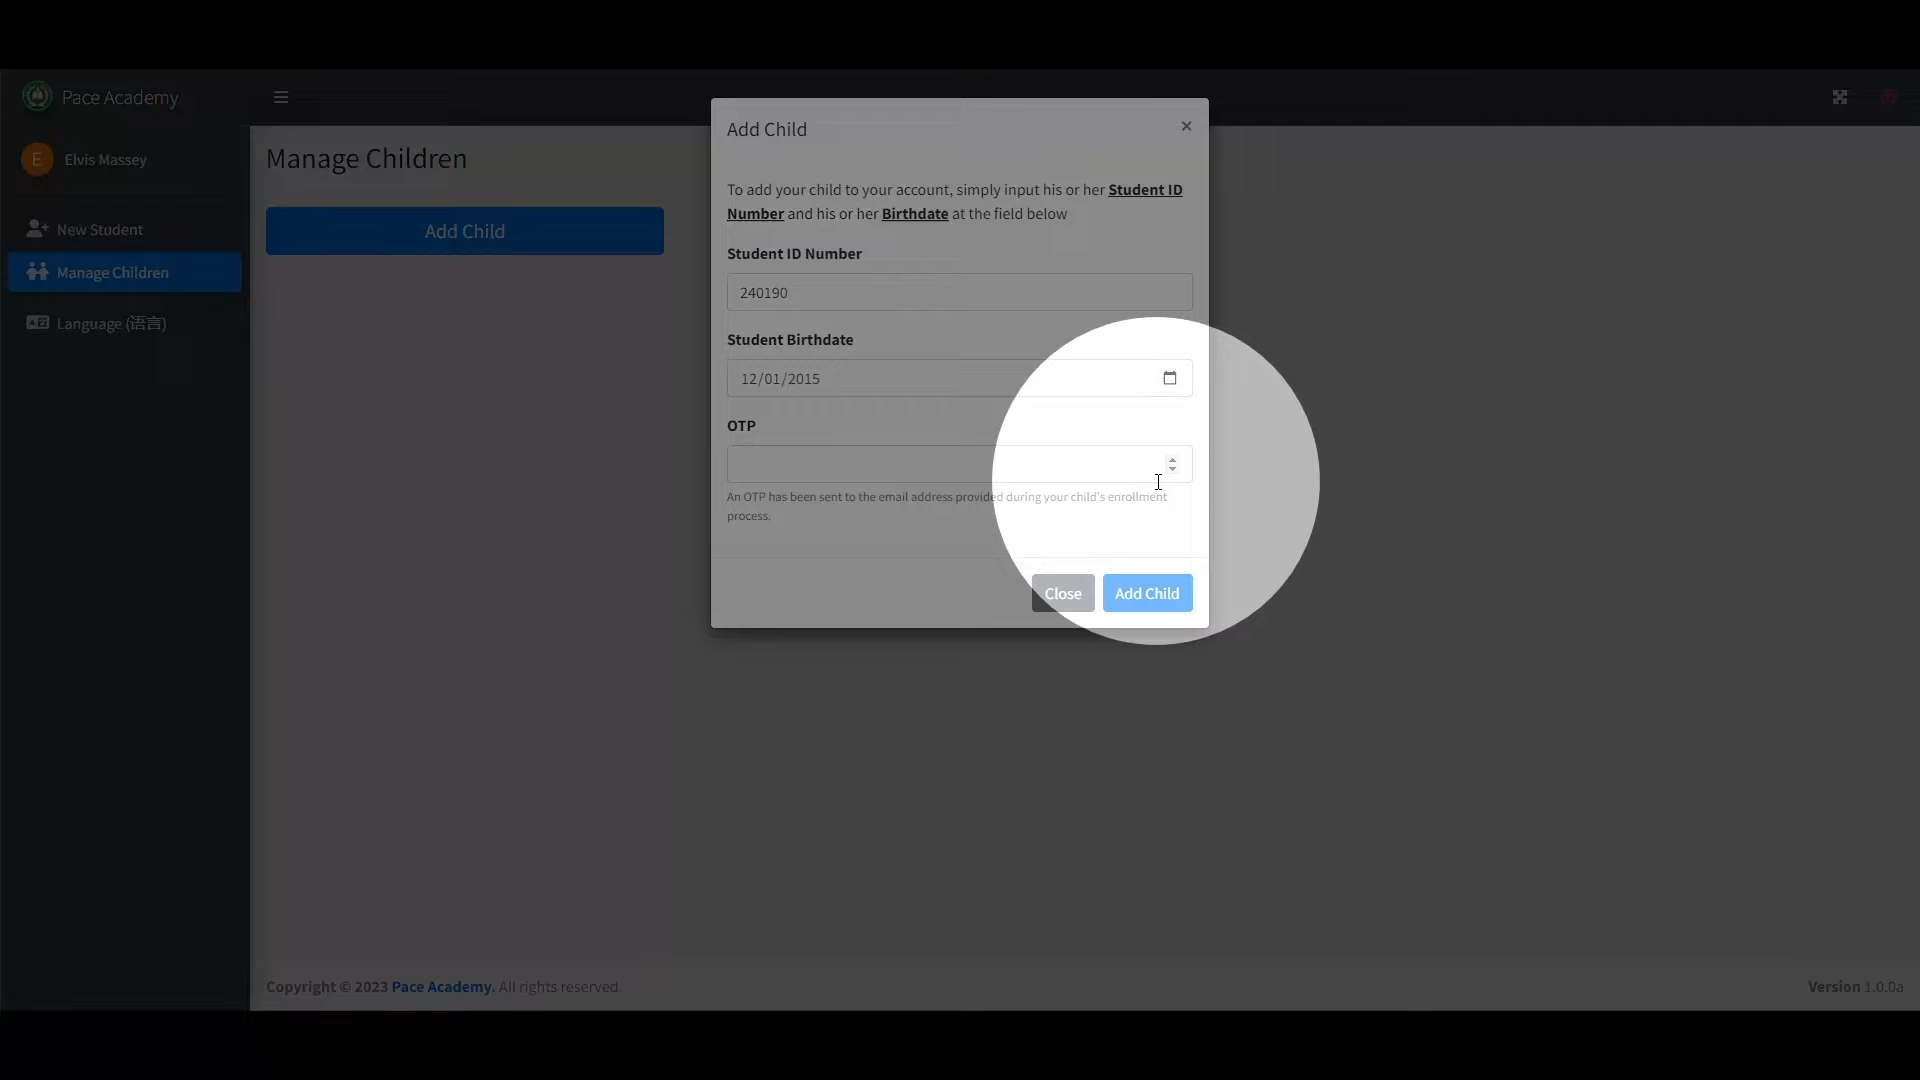 Pace Academy
E Elvis Massey
New Student
Manage Children
Language (语言)
Manage Children
Add Child
Add Child ×
To add your child to your account, simply input his or her Student ID
Number and his or her Birthdate at the field below
Student ID Number
240190
Student Birthdate
12/01/2015
OTP
An OTP has been sent to the email address provided during your child's enrollment
process.
Close Add Child
Copyright © 2023 Pace Academy. All rights reserved.
Version 1.0.0a